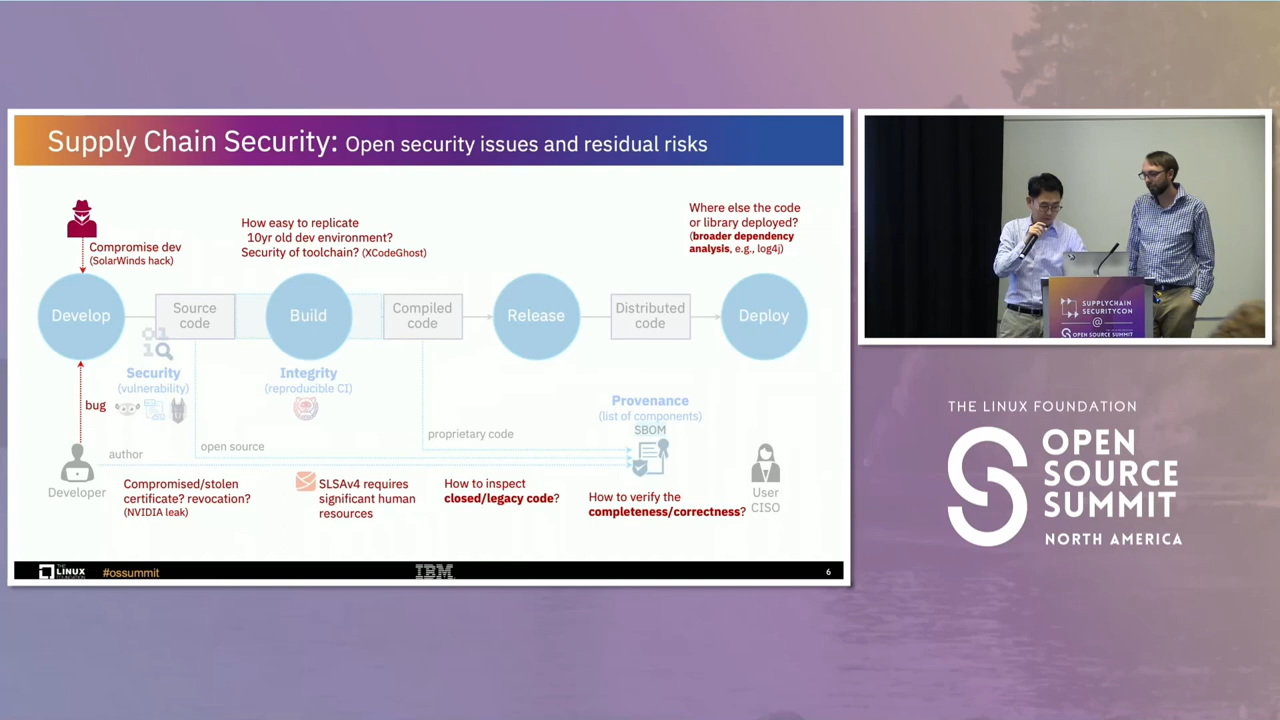 Supply Chain Security: Open security issues and residual risks
Compromise dev
(SolarWinds hack)
How easy to replicate
10yr old dev environment?
Security of toolchain? (XCodeGhost)
Where else the code
or library deployed?
(broader dependency
analysis, e.g., log4j)
Develop
Source
code
Build
Compiled
code
Release
Distributed
code
Deploy
Security
(vulnerability)
Integrity
(reproducible CI)
Provenance
(list of components)
SBOM
bug
author
open source
proprietary code
Developer
Compromised/stolen
certificate? revocation?
(NVIDIA leak)
SLSAv4 requires
significant human
resources
How to inspect
closed/legacy code?
How to verify the
completeness/correctness?
User
CISO
THE
LINUX
FOUNDATION
#ossummit
IBM
6
SUPPLYCHAIN
SECURITYCON
@
OPEN SOURCE SUMMIT
THE LINUX FOUNDATION
OPEN
SOURCE
SUMMIT
NORTH AMERICA